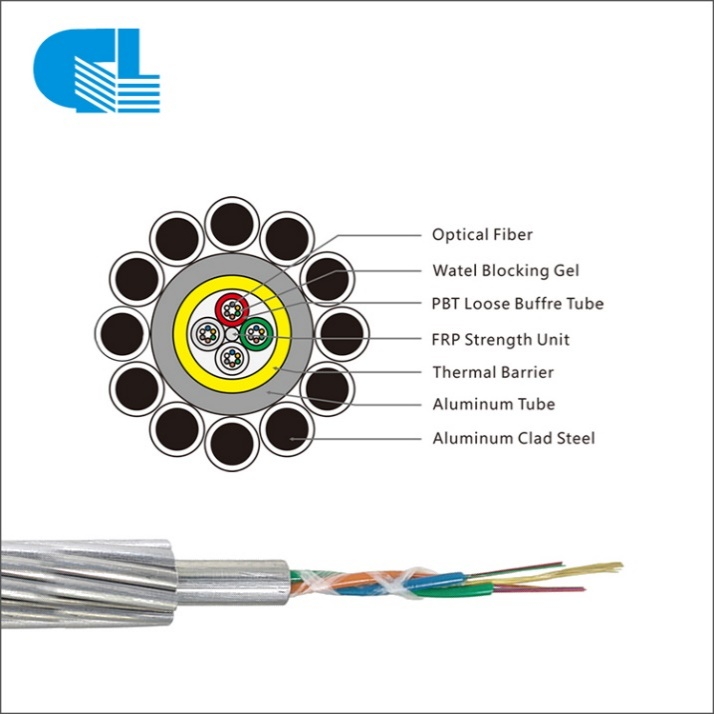 GL
Optical Fiber
Watel Blocking Gel
PBT Loose Buffre Tube
FRP Strength Unit
Thermal Barrier
Aluminum Tube
Aluminum Clad Steel